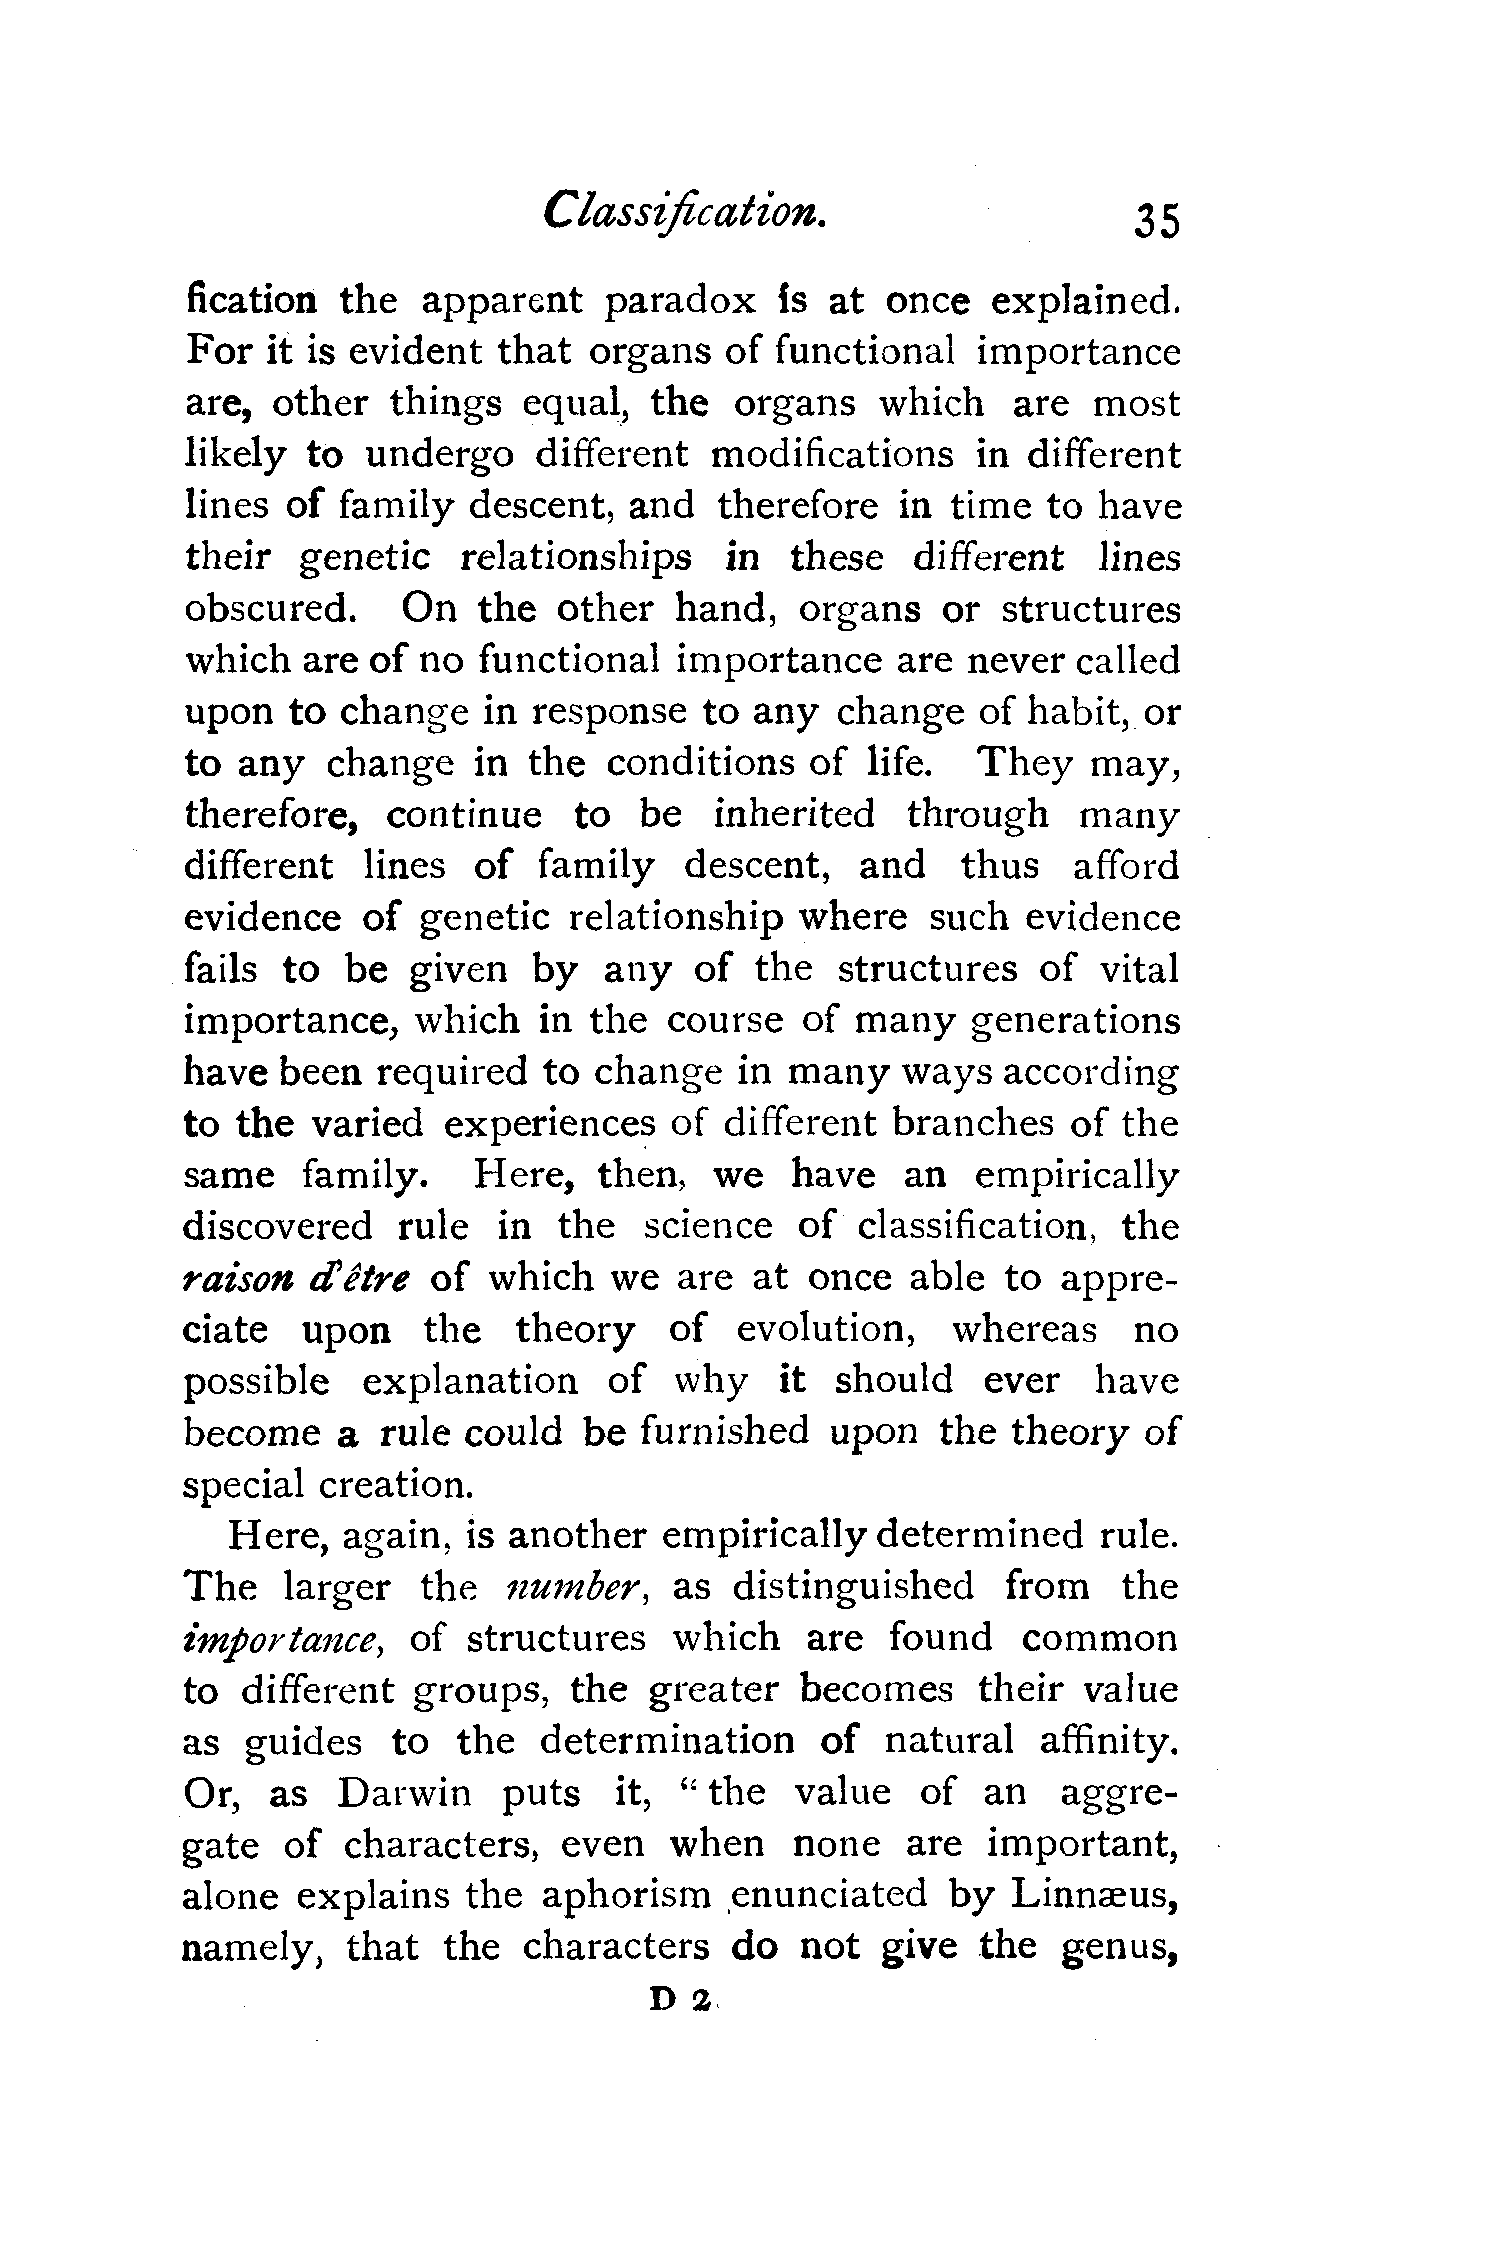 Classification. 35
fication the apparent paradox is at once explained.
For it is evident that organs of functional importance
are, other things equal, the organs which are most
likely to undergo different modifications in different
lines of family descent, and therefore in time to have
their genetic relationships in these different lines
obscured. On the other hand, organs or structures
which are of no functional importance are never called
upon to change in response to any change of habit, or
to any change in the conditions of life. They may,
therefore, continue to be inherited through many
different lines of family descent, and thus afford
evidence of genetic relationship where such evidence
fails to be given by any of the structures of vital
importance, which in the course of many generations
have been required to change in many ways according
to the varied experiences of different branches of the
same family. Here, then, we have an empirically
discovered rule in the science of classification, the
raison d'être of which we are at once able to appre-
ciate upon the theory of evolution, whereas no
possible explanation of why it should ever have
become a rule could be furnished upon the theory of
special creation.
Here, again, is another empirically determined rule.
The larger the number, as distinguished from the
importance, of structures which are found common
to different groups, the greater becomes their value
as guides to the determination of natural affinity.
Or, as Darwin puts it, "the value of an aggre-
gate of characters, even when none are important,
alone explains the aphorism enunciated by Linnæus,
namely, that the characters do not give the genus,
D 2